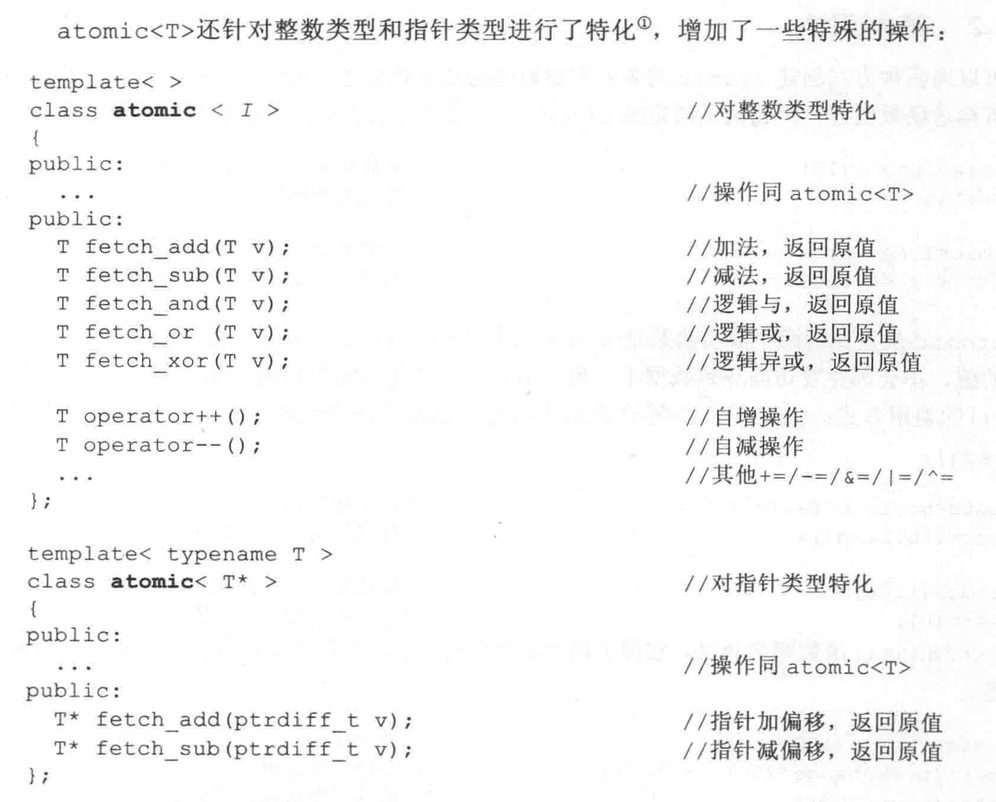 atomic<T>还针对整数类型和指针类型进行了特化①，增加了一些特殊的操作：
template< >
class atomic < I > //对整数类型特化
{
public:
... //操作同 atomic<T>
public:
T fetch_add(T v); //加法，返回原值
T fetch_sub(T v); //减法，返回原值
T fetch_and(T v); //逻辑与，返回原值
T fetch_or (T v); //逻辑或，返回原值
T fetch_xor(T v); //逻辑异或，返回原值
T operator++(); //自增操作
T operator--(); //自减操作
... //其他+=/-=/&=/|=/^=
};
template< typename T >
class atomic< T* > //对指针类型特化
{
public:
... //操作同 atomic<T>
public:
T* fetch_add(ptrdiff_t v); //指针加偏移，返回原值
T* fetch_sub(ptrdiff_t v); //指针减偏移，返回原值
};